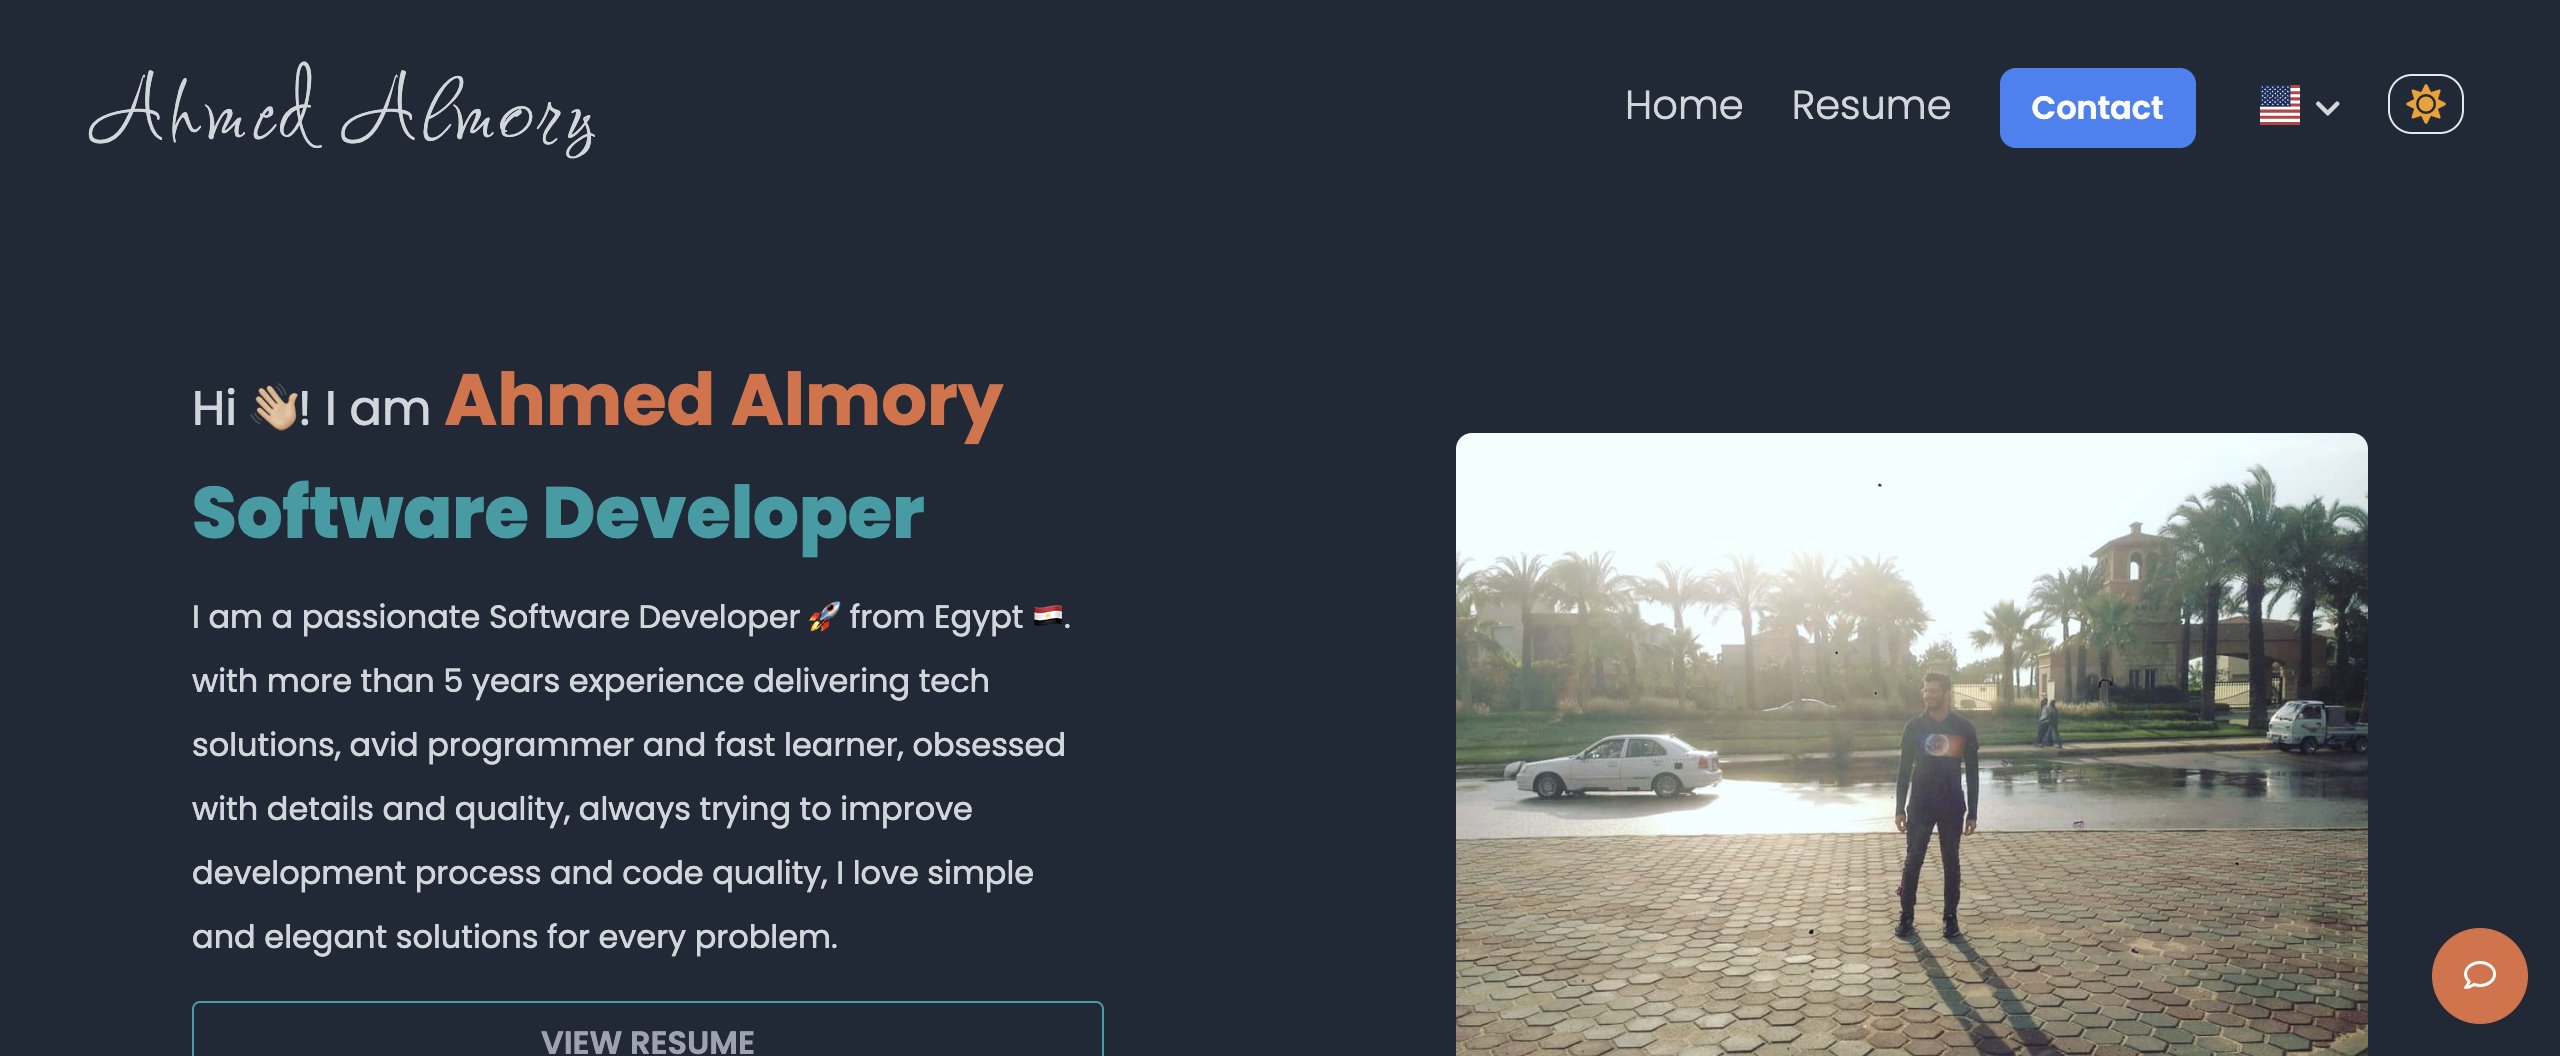 Ahmed Almory
Home Resume Contact
Hi 👋🏼! I am Ahmed Almory
Software Developer
I am a passionate Software Developer 🚀 from Egypt 🇪🇬.
with more than 5 years experience delivering tech
solutions, avid programmer and fast learner, obsessed
with details and quality, always trying to improve
development process and code quality, I love simple
and elegant solutions for every problem.
VIEW RESUME